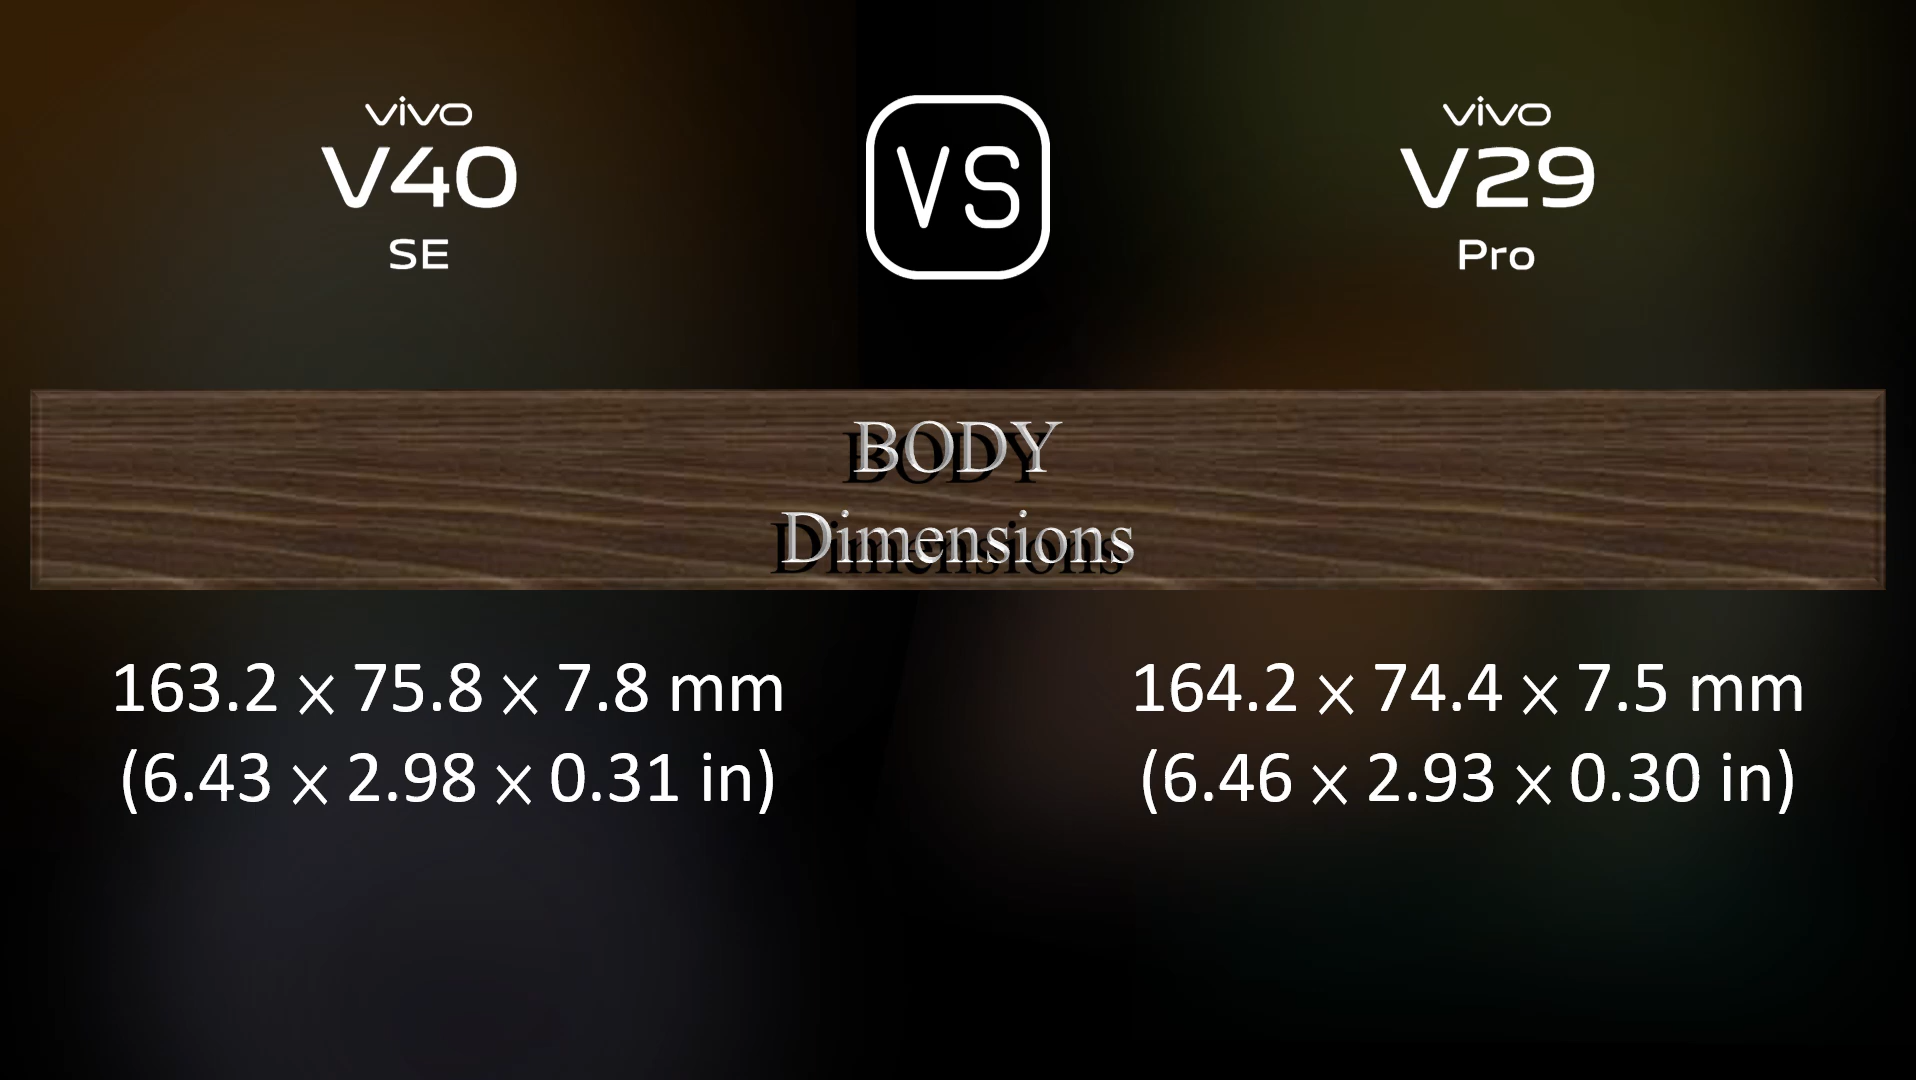 vivo
V40
SE
VS
vivo
V29
Pro
BODY
Dimensions
163.2 x 75.8 x 7.8 mm
(6.43 x 2.98 x 0.31 in)
164.2 x 74.4 x 7.5 mm
(6.46 x 2.93 x 0.30 in)